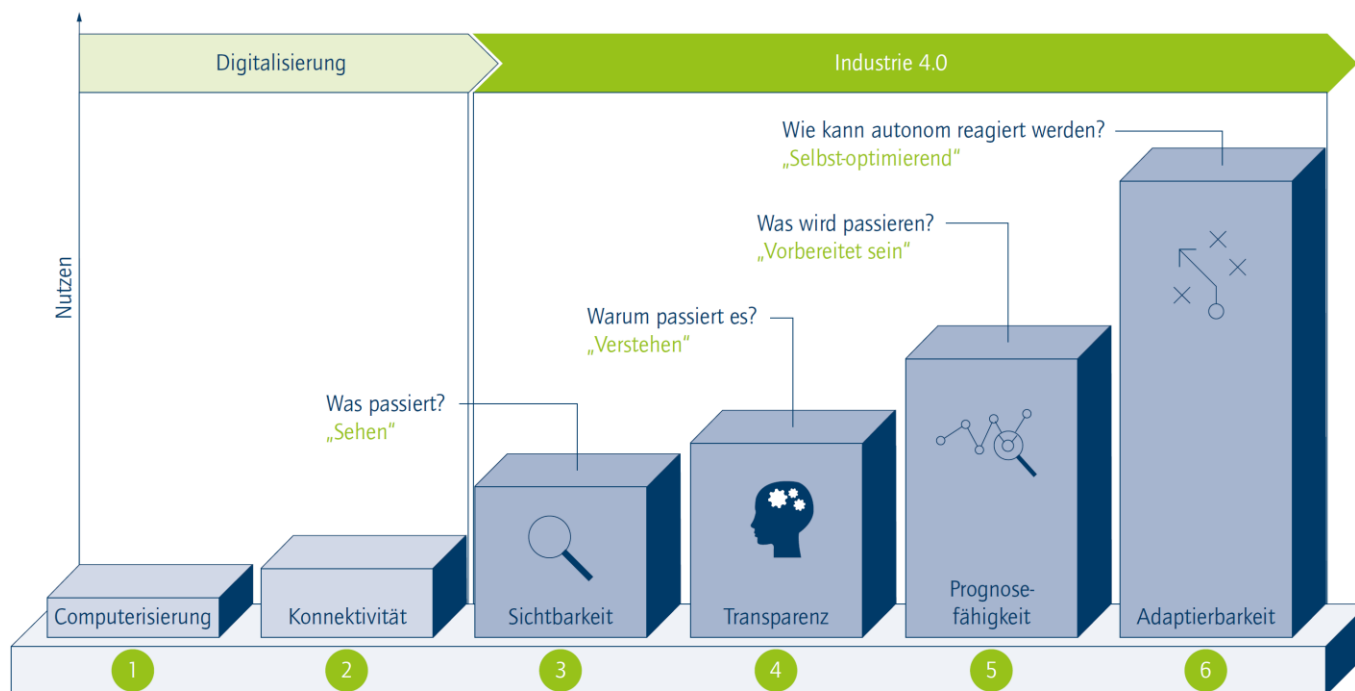 Digitalisierung
Industrie 4.0
Nutzen
Wie kann autonom reagiert werden?
„Selbst-optimierend“
Was wird passieren?
„Vorbereitet sein“
Warum passiert es?
„Verstehen“
Was passiert?
„Sehen“
Computerisierung
Konnektivität
Sichtbarkeit
Transparenz
Prognose-
fähigkeit
Adaptierbarkeit
1
2
3
4
5
6